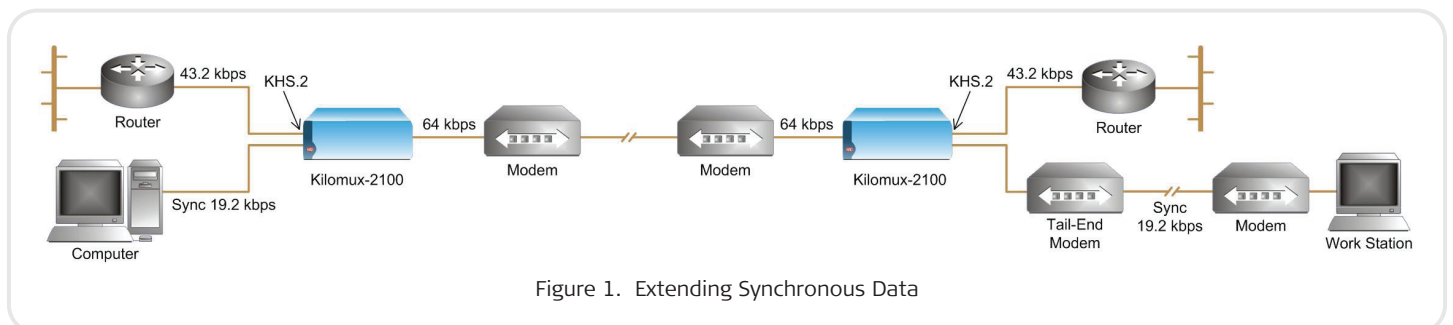 43.2 kbps
KHS.2
Router
64 kbps
Kilomux-2100
Modem
Sync 19.2 kbps
Computer
Modem
64 kbps
Kilomux-2100
KHS.2
43.2 kbps
Router
Tail-End
Modem
Sync
19.2 kbps
Modem
Work Station
Figure 1. Extending Synchronous Data